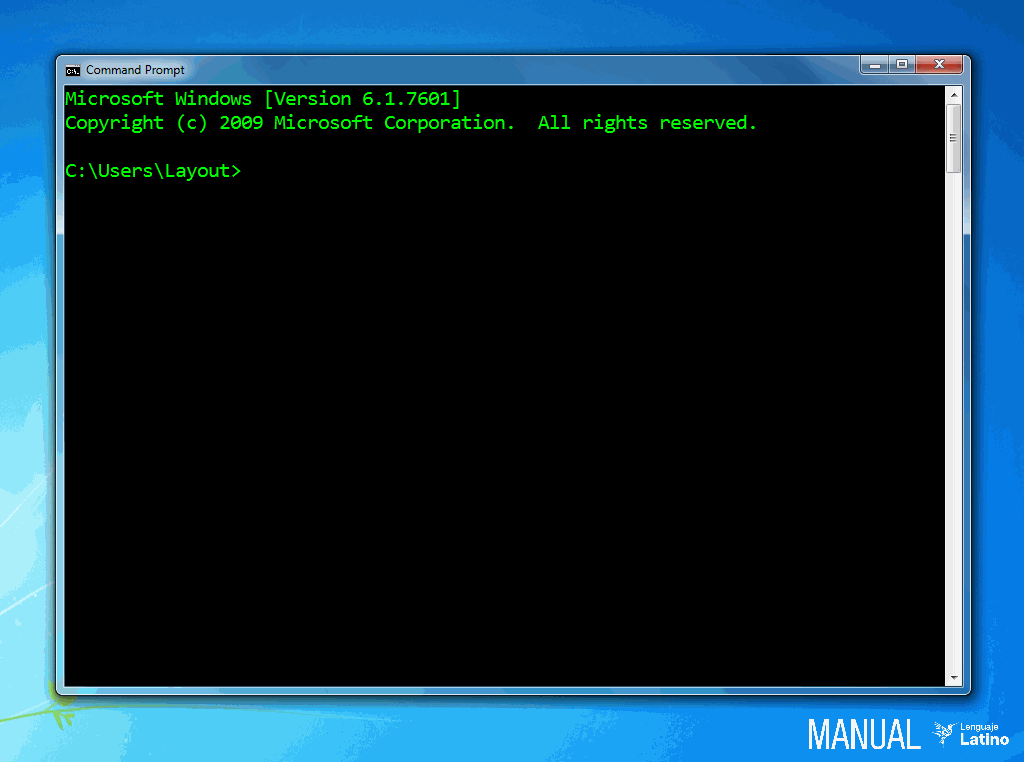 Command Prompt
Microsoft Windows [Version 6.1.7601]
Copyright (c) 2009 Microsoft Corporation.  All rights reserved.
C:\Users\Layout>
MANUAL
Lenguaje
Latino